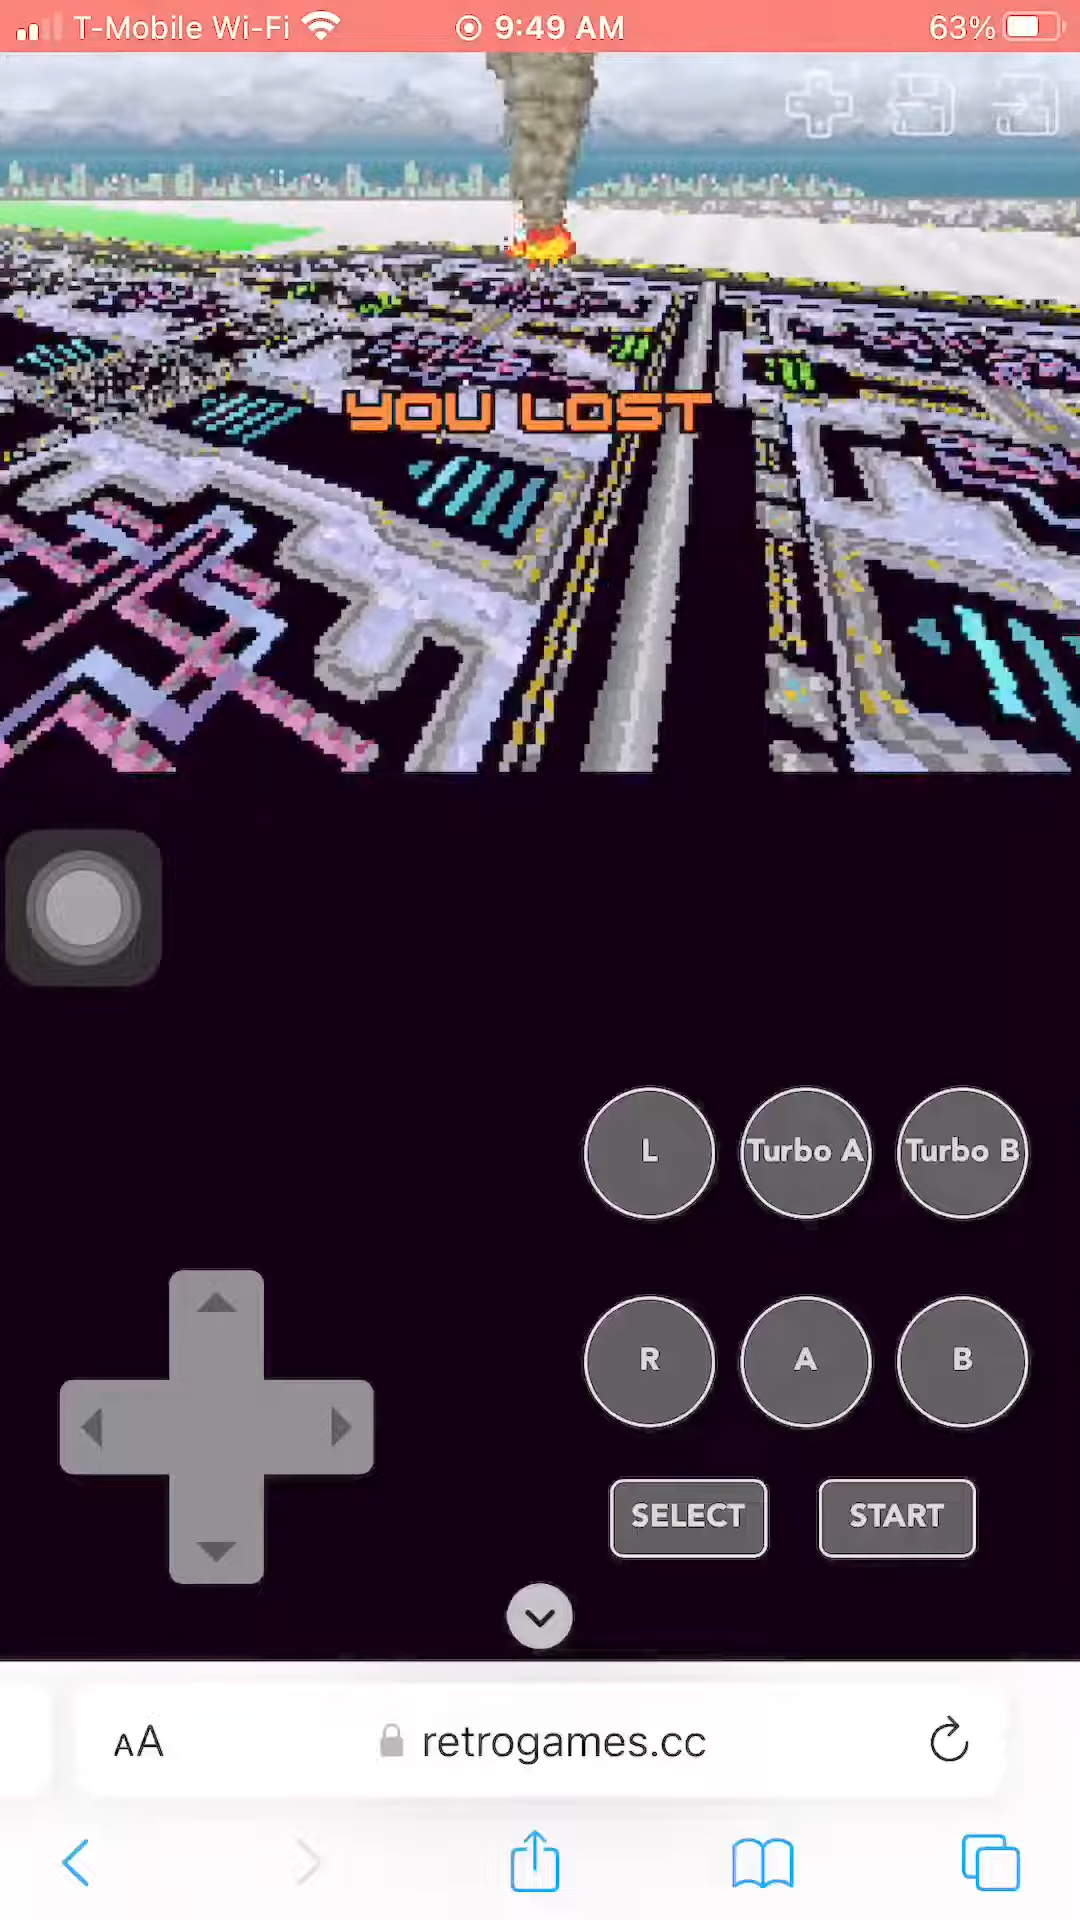 T-Mobile Wi-Fi 9:49 AM 63%
YOU LOST
L Turbo A Turbo B
R A B
SELECT START
AA retrogames.cc